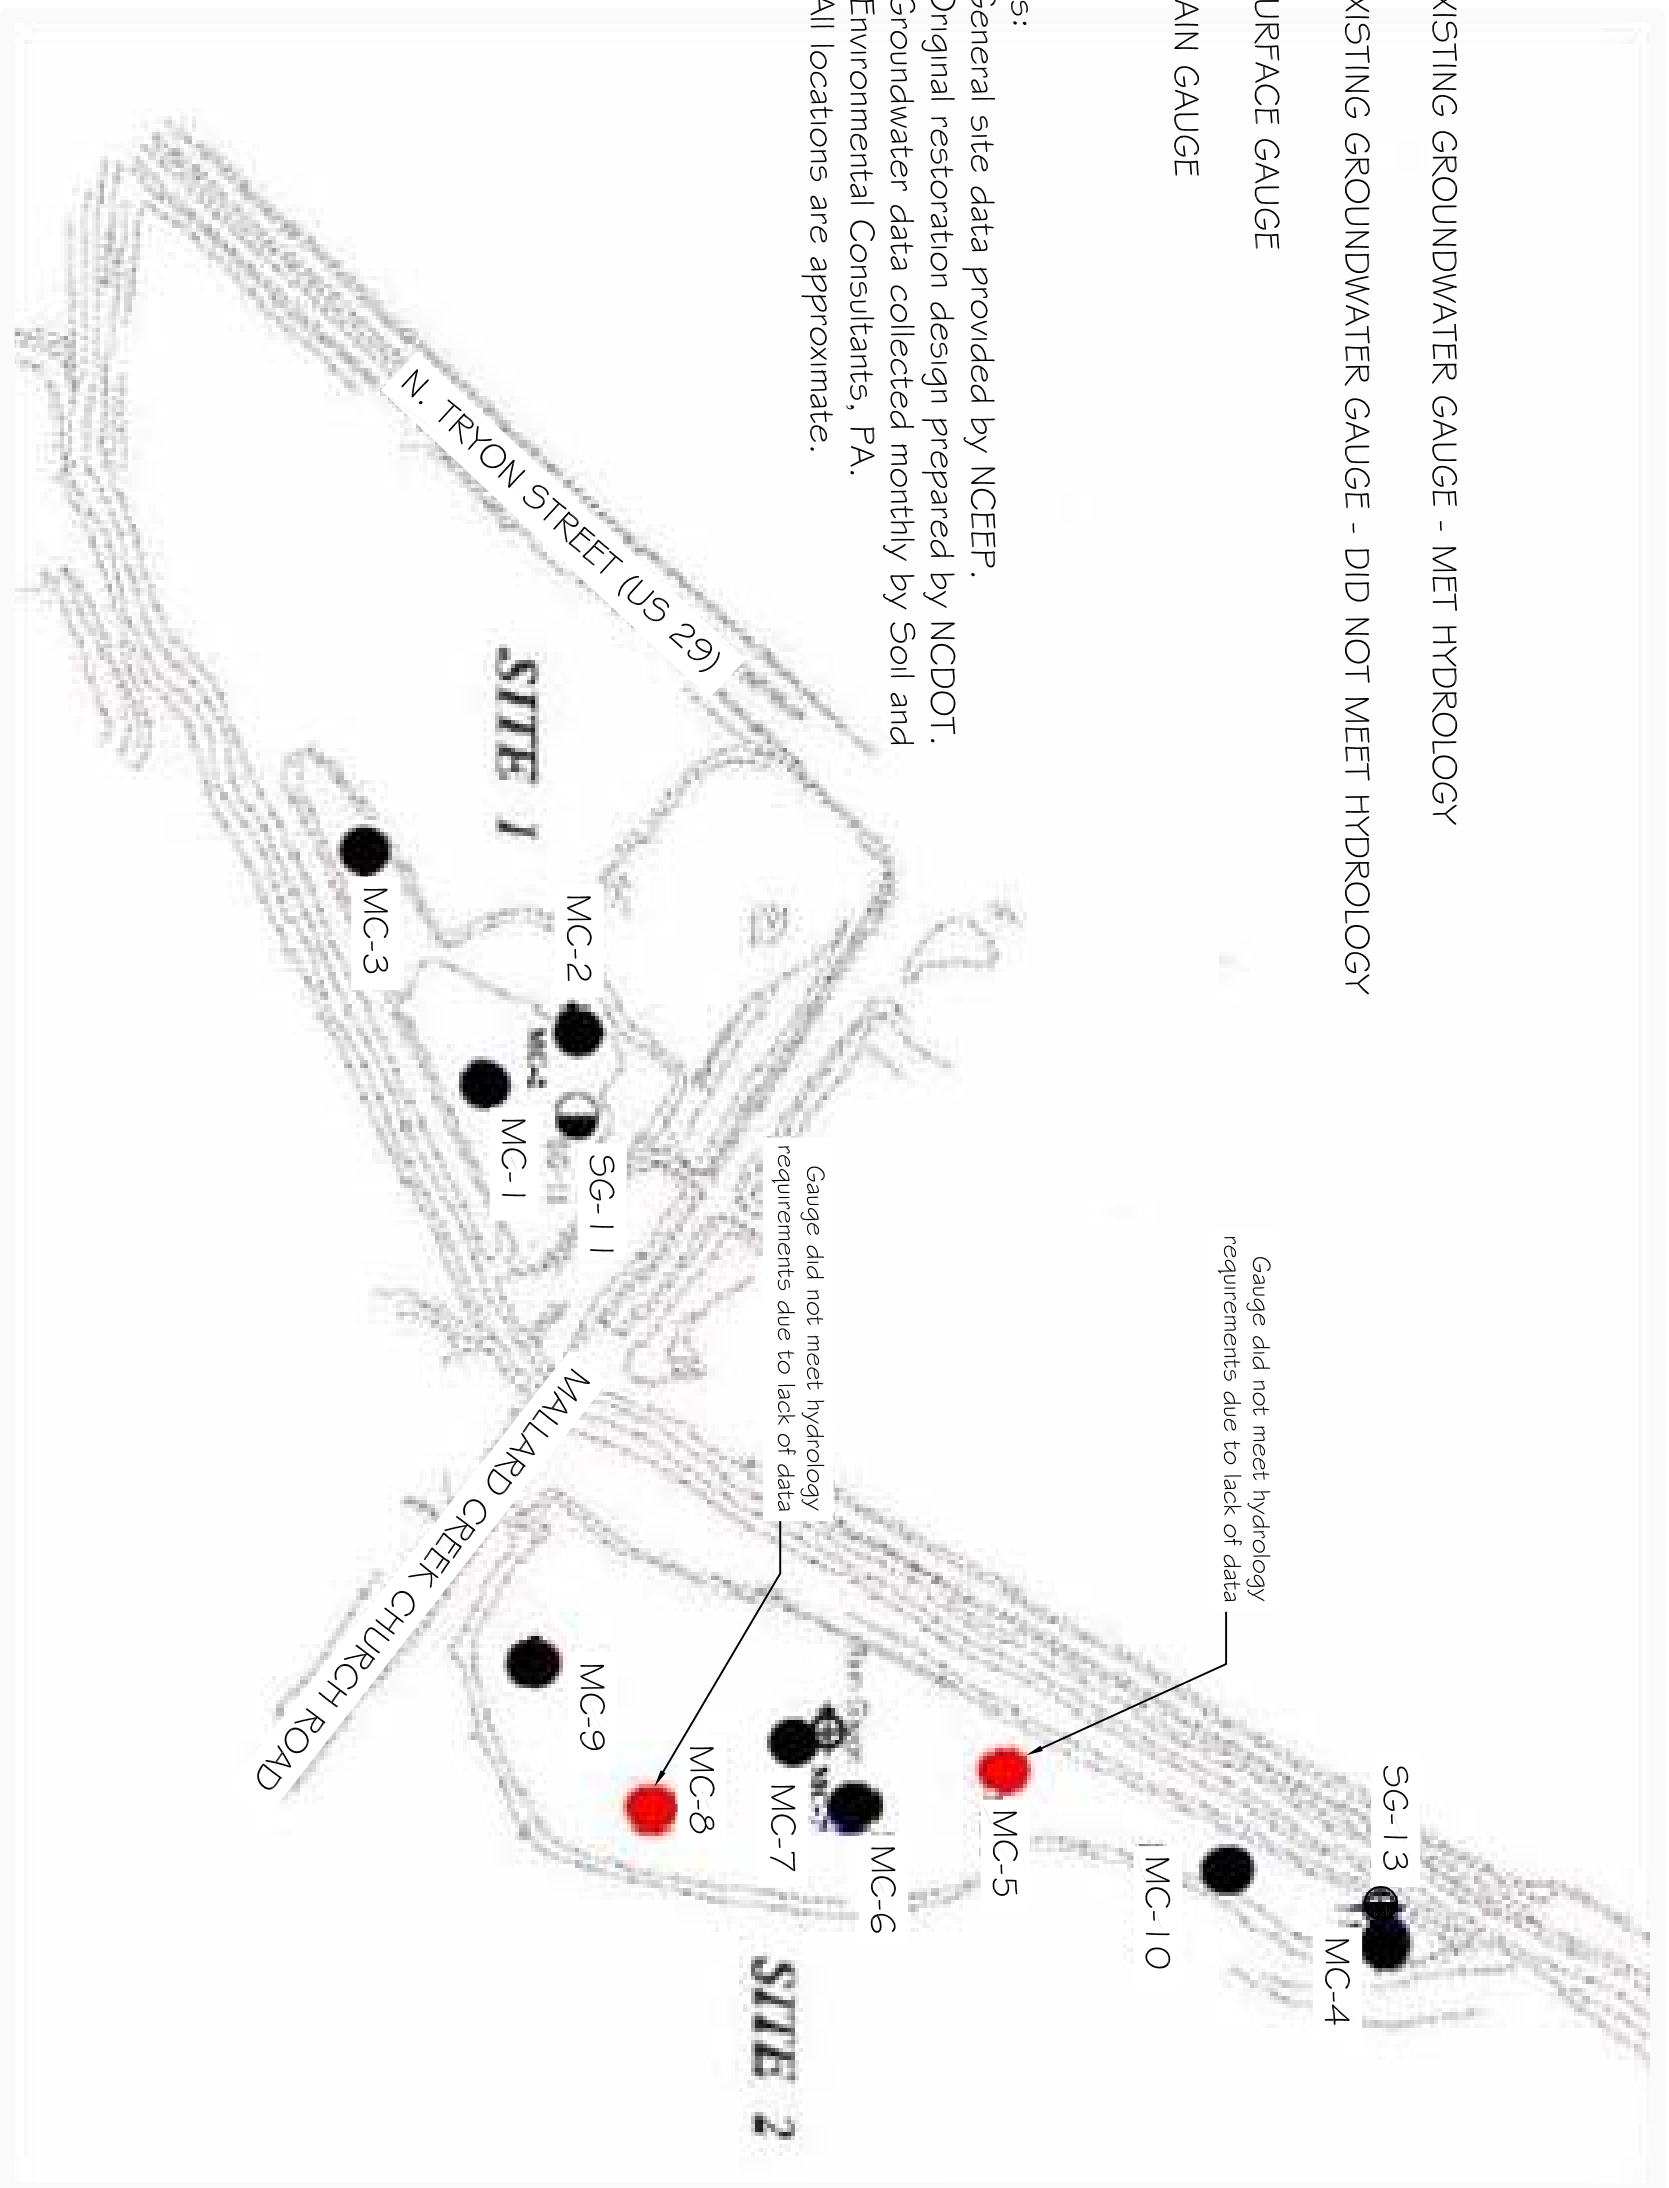 XISTING GROUNDWATER GAUGE - MET HYDROLOGY
XISTING GROUNDWATER GAUGE - DID NOT MEET HYDROLOGY
URFACE GAUGE
AIN GAUGE
s:
General site data provided by NCEEP.
Original restoration design prepared by NCDOT.
Groundwater data collected monthly by Soil and
Environmental Consultants, PA.
All locations are approximate.
N. TRYON STREET (US 29)
SITE 1
MC-3
MC-2
MC-1
SG-11
Gauge did not meet hydrology
requirements due to lack of data
Gauge did not meet hydrology
requirements due to lack of data
MALLARD CREEK CHURCH ROAD
SG-13
MC-4
MC-10
MC-5
MC-6
MC-7
MC-8
MC-9
SITE 2